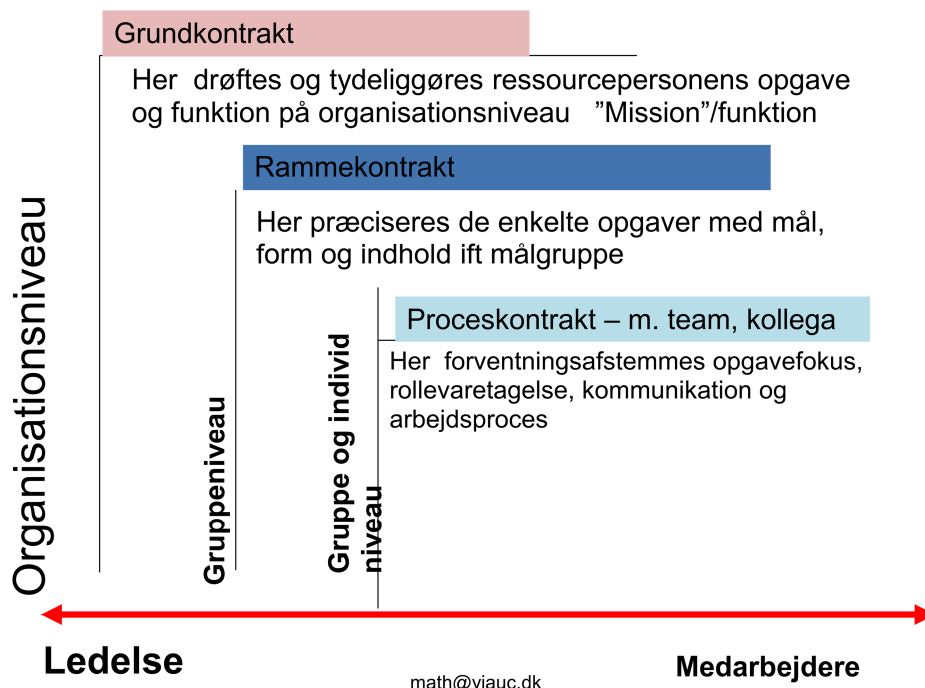 Grundkontrakt
Her drøftes og tydeliggøres ressourcepersonens opgave
og funktion på organisationsniveau ”Mission”/funktion
Rammekontrakt
Her præciseres de enkelte opgaver med mål,
form og indhold ift målgruppe
Proceskontrakt – m. team, kollega
Her forventningsafstemmes opgavefokus,
rollevaretagelse, kommunikation og
arbejdsproces
Organisationsniveau
Gruppeniveau
Gruppe og individ
niveau
Ledelse
Medarbejdere
math@viauc.dk